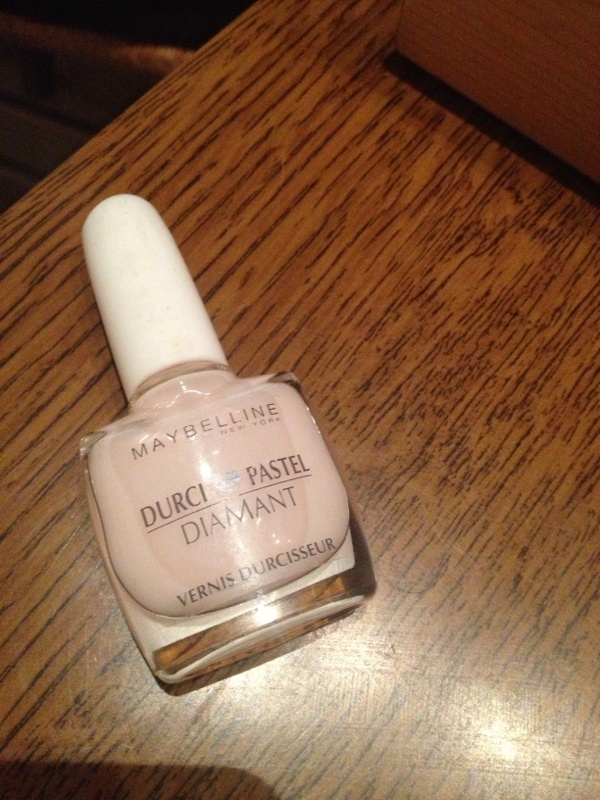 MAYBELLINE
NEW YORK
DURCI PASTEL
DIAMANT
VERNIS DURCISSEUR